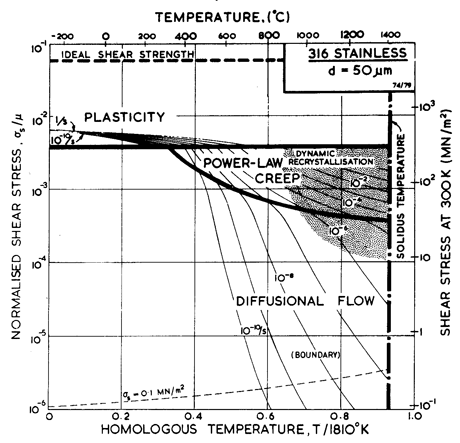 TEMPERATURE, (°C)
-200 0 200 400 600 800 1000 1200 1400
IDEAL SHEAR STRENGTH
316 STAINLESS
d = 50μm
74/79
10⁻¹
10⁻²
10⁻³
10⁻⁴
10⁻⁵
10⁻⁶
NORMALISED SHEAR STRESS, σₛ/μ
PLASTICITY
1/s
10⁻¹⁰/s
POWER-LAW
CREEP
DYNAMIC
RECRYSTALLISATION
10⁻²
10⁻⁴
10⁻⁶
10⁻⁸
10⁻¹⁰/s
DIFFUSIONAL FLOW
(BOUNDARY)
σₛ = 0·1 MN/m²
SOLIDUS TEMPERATURE
10³
10²
10
1
10⁻¹
SHEAR STRESS AT 300K (MN/m²)
0 0.2 0.4 0.6 0.8 1.0
HOMOLOGOUS TEMPERATURE, T/1810°K